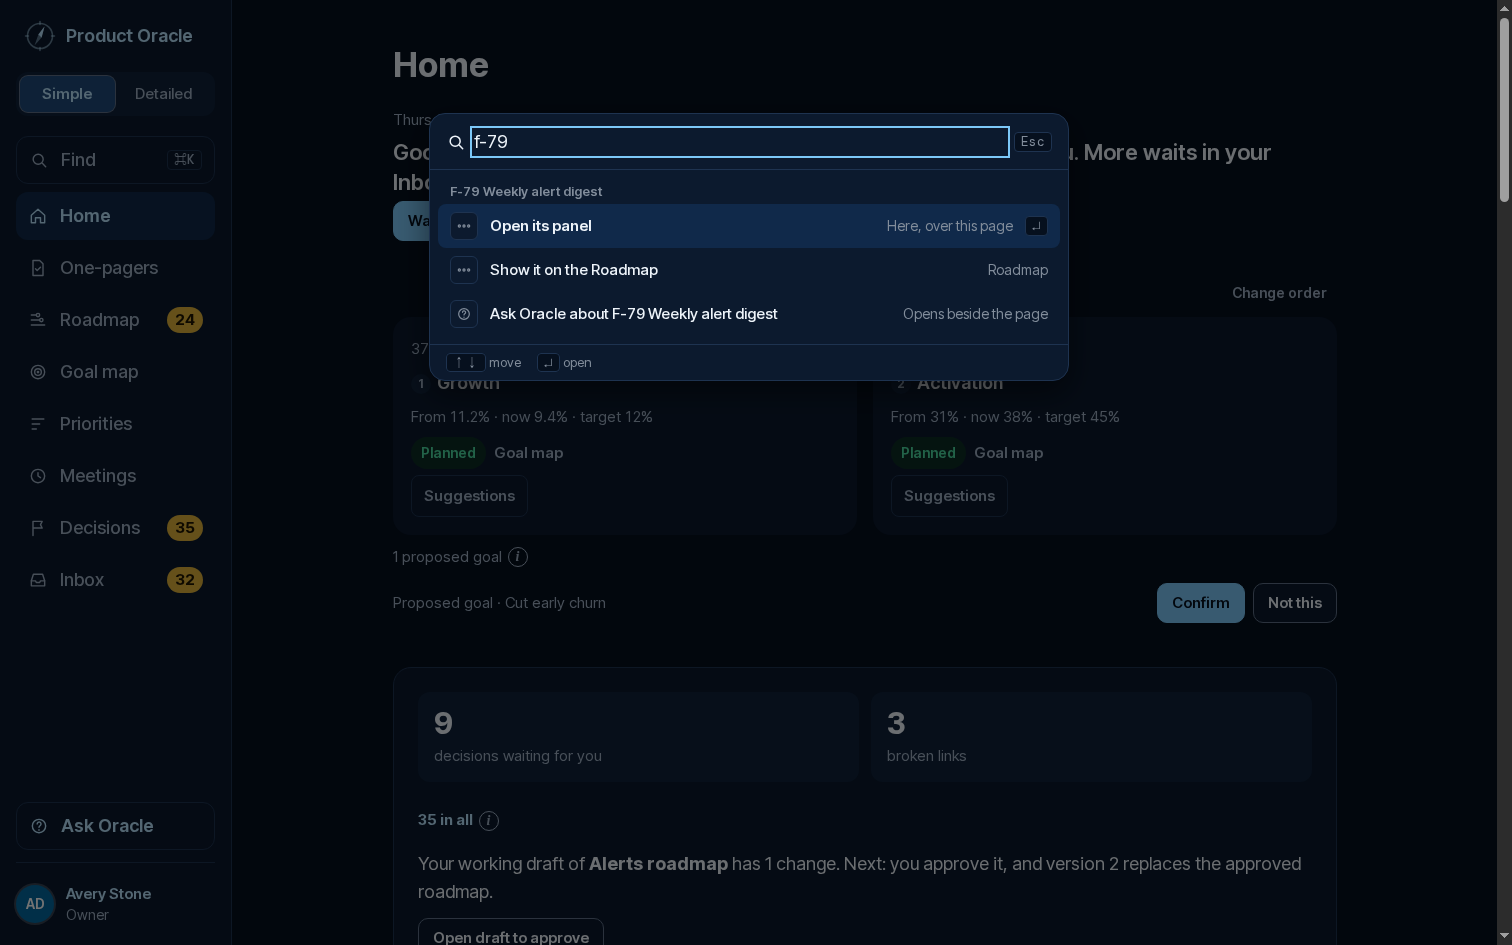 Product Oracle
Simple
Detailed
Find
⌘K
Home
One-pagers
Roadmap
24
Goal map
Priorities
Meetings
Decisions
35
Inbox
32
Ask Oracle
AD
Avery Stone
Owner
Home
Thurs
f-79
Esc
. More waits in your
F-79 Weekly alert digest
Open its panel
Here, over this page
Show it on the Roadmap
Roadmap
Ask Oracle about F-79 Weekly alert digest
Opens beside the page
↑ ↓ move
↵ open
Change order
37
1 Growth
From 11.2% · now 9.4% · target 12%
Planned
Goal map
Suggestions
2 Activation
From 31% · now 38% · target 45%
Planned
Goal map
Suggestions
1 proposed goal i
Proposed goal · Cut early churn
Confirm
Not this
9
decisions waiting for you
3
broken links
35 in all i
Your working draft of Alerts roadmap has 1 change. Next: you approve it, and version 2 replaces the approved
roadmap.
Open draft to approve